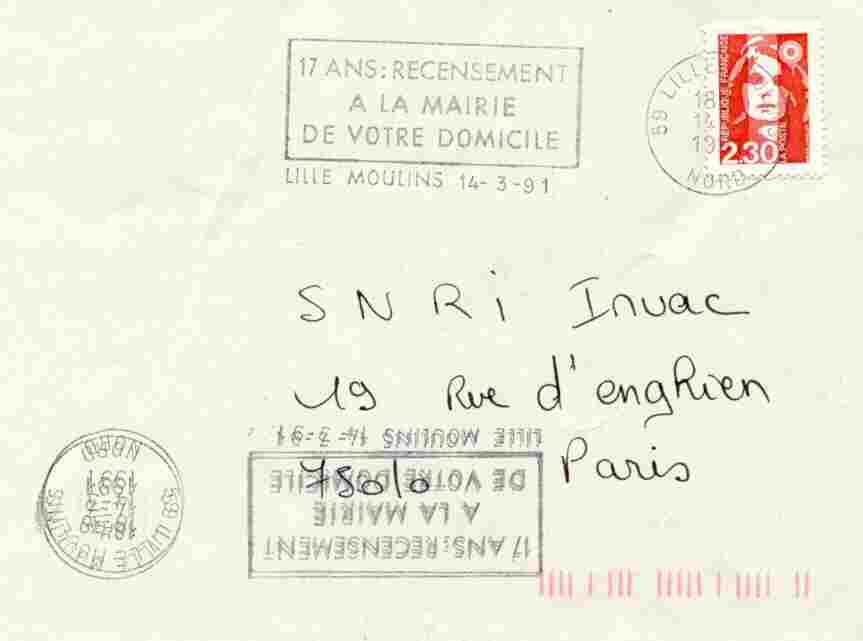 17 ANS: RECENSEMENT
A LA MAIRIE
DE VOTRE DOMICILE
LILLE MOULINS 14-3-91
59 LILLE
NORD
REPUBLIQUE FRANÇAISE
LA POSTE
2.30
SNRi Invac
19 Rue d'enghien
75010 Paris
LILLE MOULINS 14-3-91
DE VOTRE DOMICILE
A LA MAIRIE
17 ANS: RECENSEMENT
59 LILLE MOULINS
1991
NORD